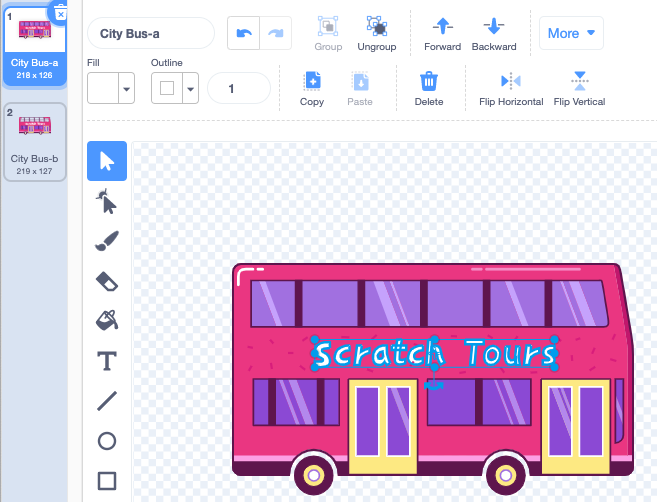 1
City Bus-a
218 x 126
2
City Bus-b
219 x 127
City Bus-a
Group
Ungroup
Forward
Backward
More
Fill
Outline
1
Copy
Paste
Delete
Flip Horizontal
Flip Vertical
T
Scratch Tours